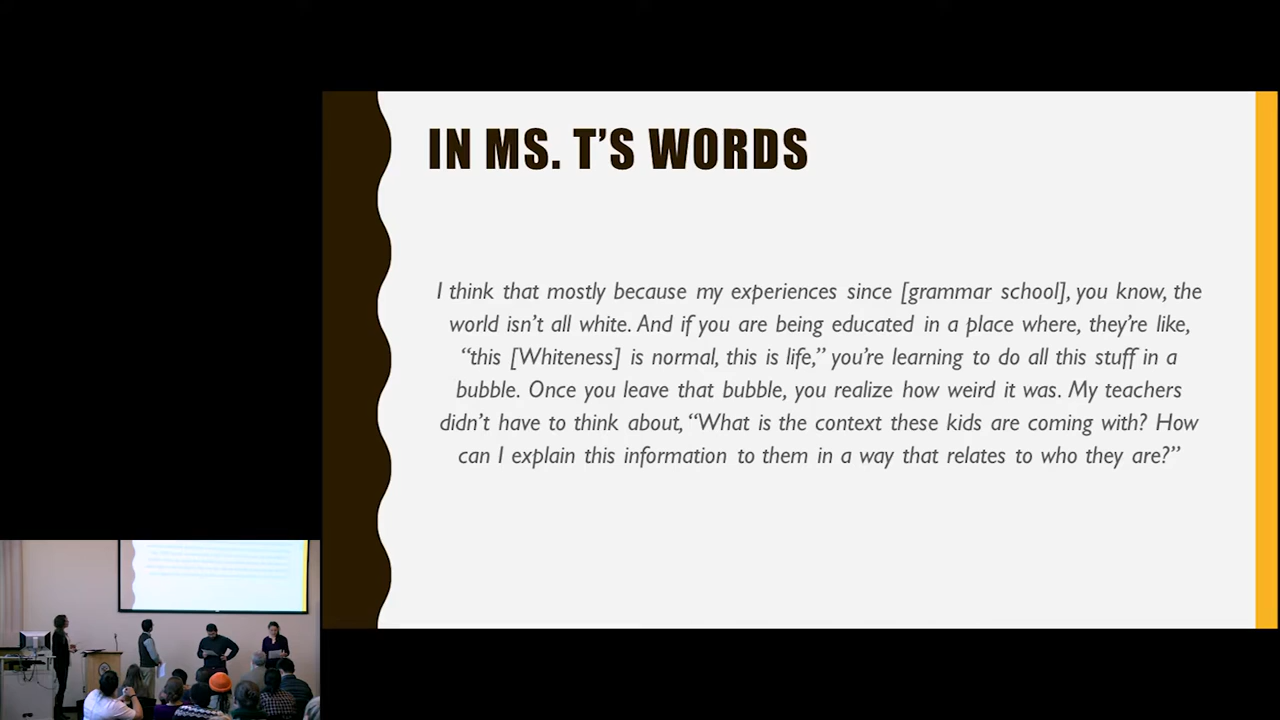 IN MS. T'S WORDS
I think that mostly because my experiences since [grammar school], you know, the
world isn't all white. And if you are being educated in a place where, they're like,
“this [Whiteness] is normal, this is life,” you're learning to do all this stuff in a
bubble. Once you leave that bubble, you realize how weird it was. My teachers
didn't have to think about, “What is the context these kids are coming with? How
can I explain this information to them in a way that relates to who they are?”